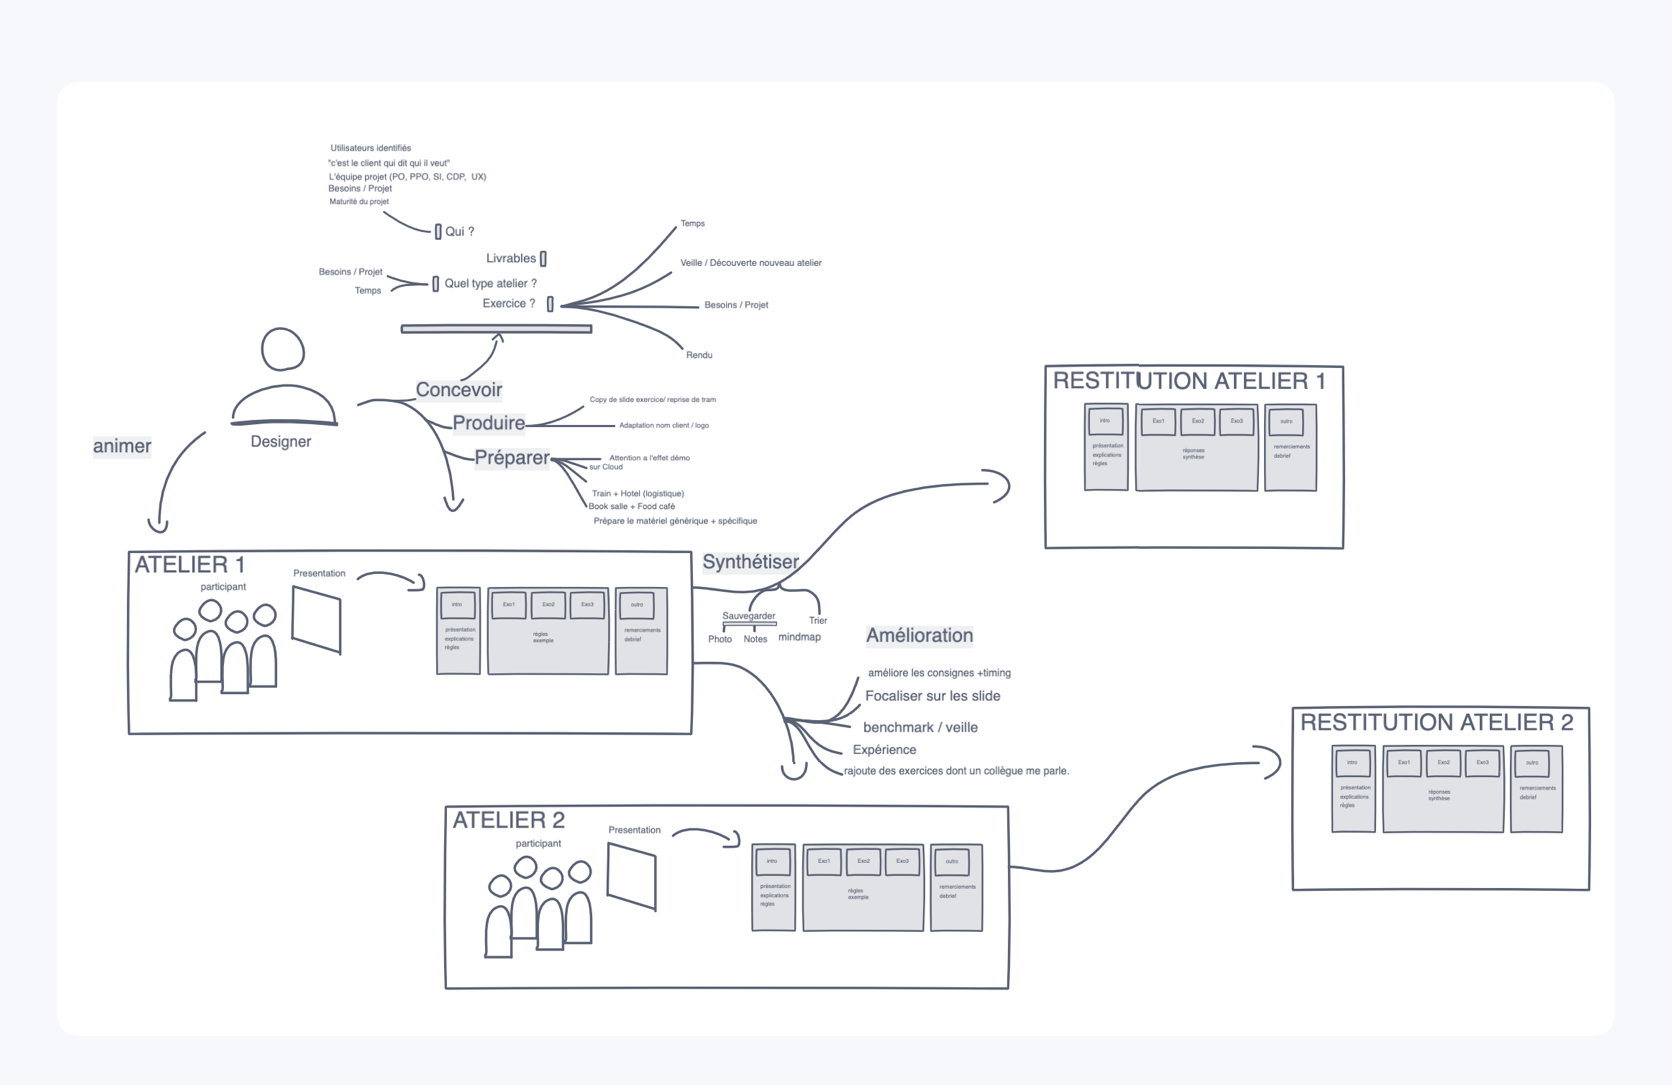 Utilisateurs identifiés
"c'est le client qui dit qui il veut"
L'équipe projet (PO, PPO, SI, CDP, UX)
Besoins / Projet
Maturité du projet
Qui ?
Livrables
Besoins / Projet
Temps
Quel type atelier ?
Exercice ?
Temps
Veille / Découverte nouveau atelier
Besoins / Projet
Rendu
Designer
animer
Concevoir
Produire
Copy de slide exercice/ reprise de tram
Adaptation nom client / logo
Préparer
Attention a l'effet démo
sur Cloud
Train + Hotel (logistique)
Book salle + Food café
Prépare le matériel générique + spécifique
RESTITUTION ATELIER 1
intro
présentation
explications
règles
Exo1
Exo2
Exo3
réponses
synthèse
outro
remerciements
debrief
ATELIER 1
participant
Presentation
intro
présentation
explications
règles
Exo1
Exo2
Exo3
règles
exemple
outro
remerciements
debrief
Synthétiser
Sauvegarder
Photo
Notes
Trier
mindmap
Amélioration
améliore les consignes +timing
Focaliser sur les slide
benchmark / veille
Expérience
rajoute des exercices dont un collègue me parle.
ATELIER 2
participant
Presentation
intro
présentation
explications
règles
Exo1
Exo2
Exo3
règles
exemple
outro
remerciements
debrief
RESTITUTION ATELIER 2
intro
présentation
explications
règles
Exo1
Exo2
Exo3
réponses
synthèse
outro
remerciements
debrief